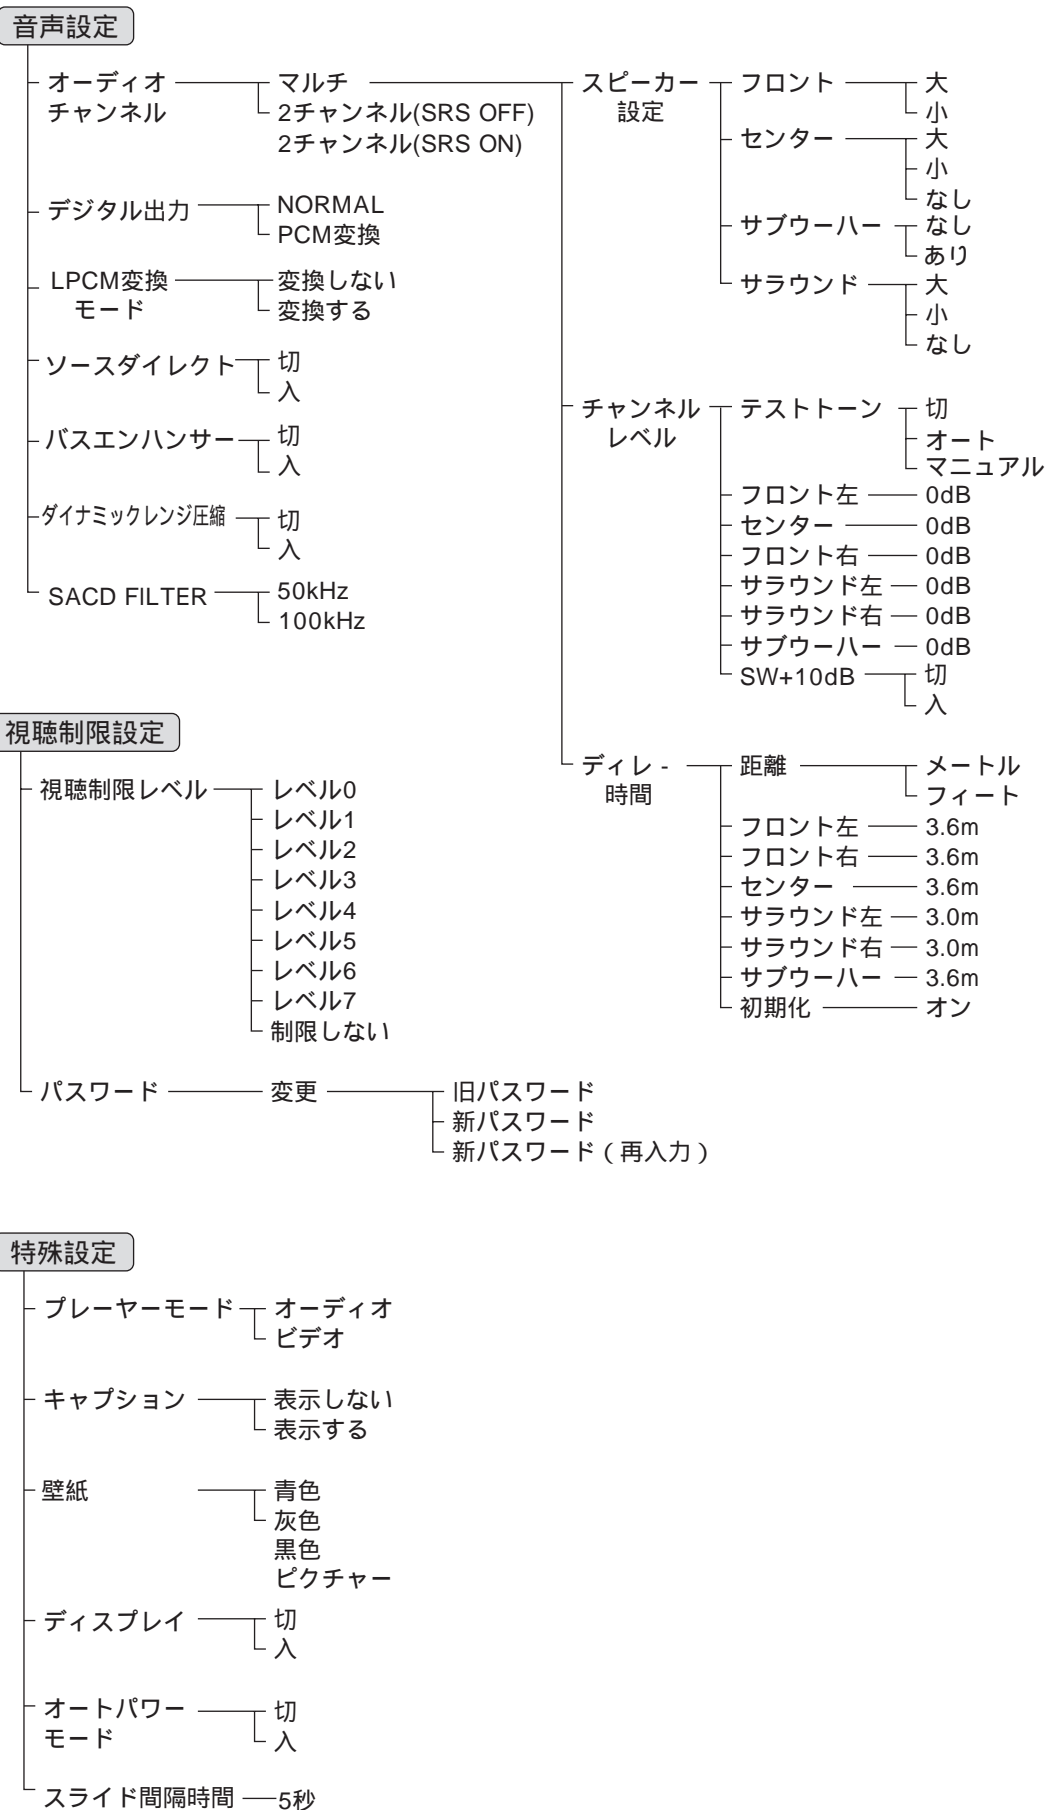 音声設定
オーディオ
チャンネル
マルチ
2チャンネル(SRS OFF)
2チャンネル(SRS ON)
デジタル出力
NORMAL
PCM変換
LPCM変換
モード
変換しない
変換する
ソースダイレクト
切
入
バスエンハンサー
切
入
ダイナミックレンジ圧縮
切
入
SACD FILTER
50kHz
100kHz
スピーカー
設定
フロント
大
小
センター
大
小
なし
サブウーハー
なし
あり
サラウンド
大
小
なし
チャンネル
レベル
テストトーン
切
オート
マニュアル
フロント左
0dB
センター
0dB
フロント右
0dB
サラウンド左
0dB
サラウンド右
0dB
サブウーハー
0dB
SW+10dB
切
入
ディレ-
時間
距離
メートル
フィート
フロント左
3.6m
フロント右
3.6m
センター
3.6m
サラウンド左
3.0m
サラウンド右
3.0m
サブウーハー
3.6m
初期化
オン
視聴制限設定
視聴制限レベル
レベル0
レベル1
レベル2
レベル3
レベル4
レベル5
レベル6
レベル7
制限しない
パスワード
変更
旧パスワード
新パスワード
新パスワード(再入力)
特殊設定
プレーヤーモード
オーディオ
ビデオ
キャプション
表示しない
表示する
壁紙
青色
灰色
黒色
ピクチャー
ディスプレイ
切
入
オートパワー
モード
切
入
スライド間隔時間
5秒